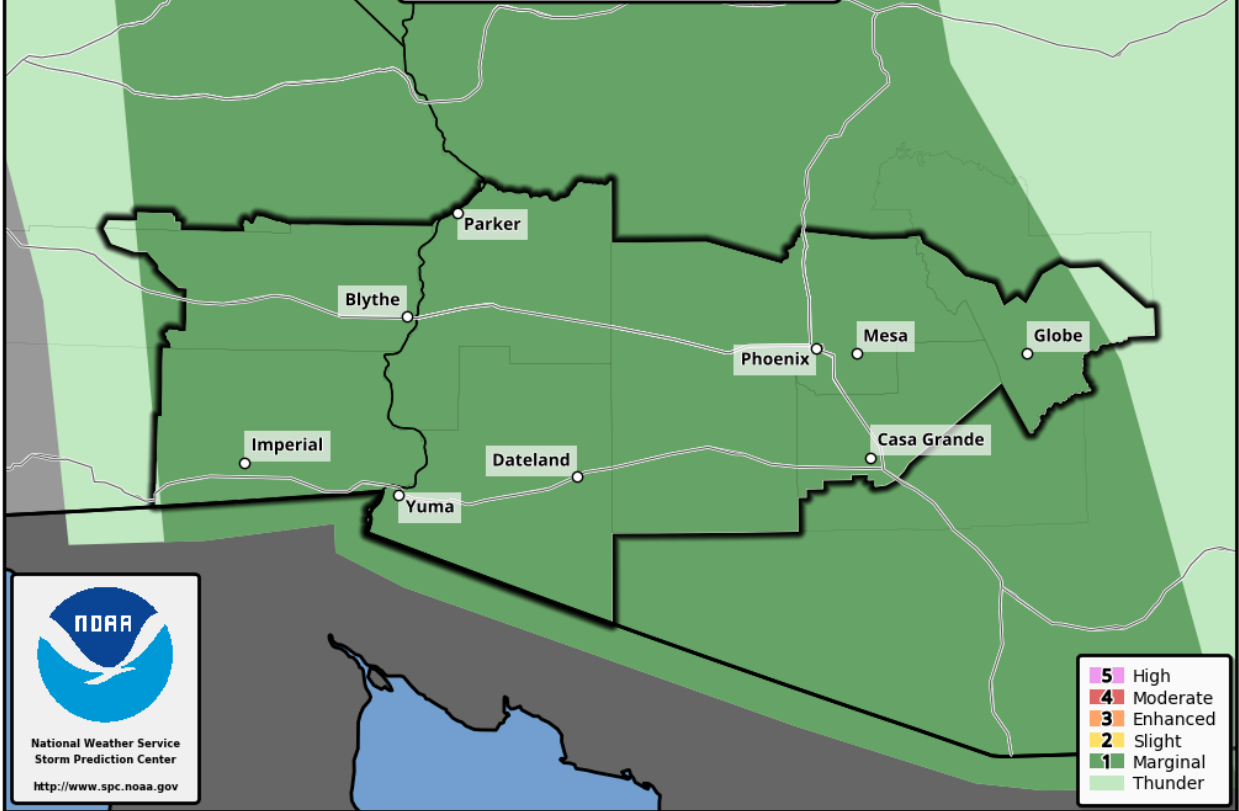 Parker
Blythe
Mesa
Globe
Phoenix
Casa Grande
Imperial
Dateland
Yuma
NOAA
National Weather Service
Storm Prediction Center
http://www.spc.noaa.gov
5 High
4 Moderate
3 Enhanced
2 Slight
1 Marginal
Thunder